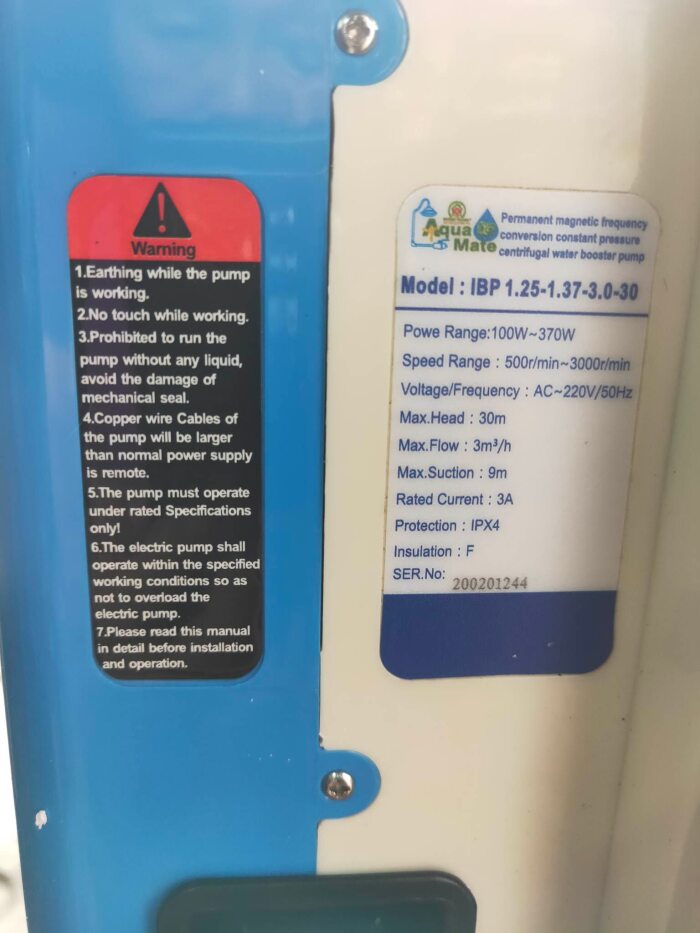 Warning
1.Earthing while the pump
is working.
2.No touch while working.
3.Prohibited to run the
pump without any liquid,
avoid the damage of
mechanical seal.
4.Copper wire Cables of
the pump will be larger
than normal power supply
is remote.
5.The pump must operate
under rated Specifications
only!
6.The electric pump shall
operate within the specified
working conditions so as
not to overload the
electric pump.
7.Please read this manual
in detail before installation
and operation.
Aqua
Mate
Permanent magnetic frequency
conversion constant pressure
centrifugal water booster pump
Model : IBP 1.25-1.37-3.0-30
Powe Range:100W~370W
Speed Range : 500r/min~3000r/min
Voltage/Frequency : AC~220V/50Hz
Max.Head : 30m
Max.Flow : 3m³/h
Max.Suction : 9m
Rated Current : 3A
Protection : IPX4
Insulation : F
SER.No: 200201244